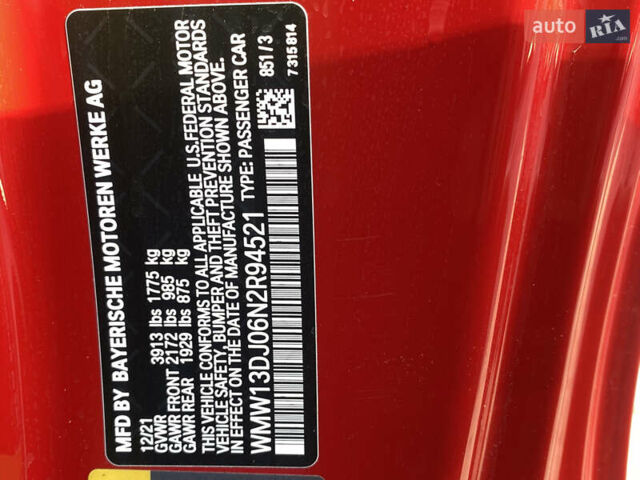 MFD BY BAYERISCHE MOTOREN WERKE AG
12/21
GVWR 3913 lbs 1775 kg
GAWR FRONT 2172 lbs 985 kg
GAWR REAR 1929 lbs 875 kg
THIS VEHICLE CONFORMS TO ALL APPLICABLE U.S. FEDERAL MOTOR
VEHICLE SAFETY, BUMPER AND THEFT PREVENTION STANDARDS
IN EFFECT ON THE DATE OF MANUFACTURE SHOWN ABOVE.
WMW13DJ06N2R94521 TYPE: PASSENGER CAR
851/3
7315814
auto RIA
.com